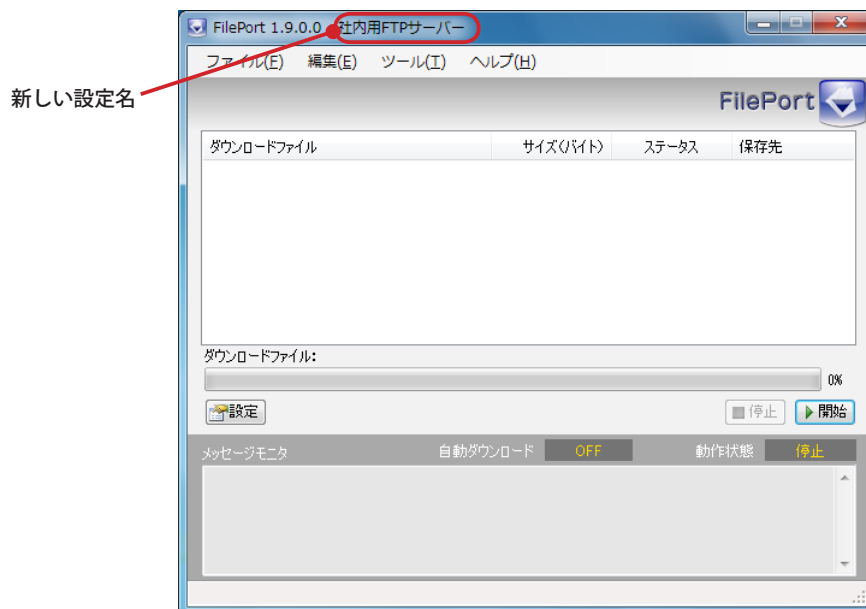 FilePort 1.9.0.0 - 社内用FTPサーバー
ファイル(F) 編集(E) ツール(T) ヘルプ(H)
新しい設定名
FilePort
ダウンロードファイル サイズ(バイト) ステータス 保存先
ダウンロードファイル:
0%
設定 停止 開始
メッセージモニタ 自動ダウンロード OFF 動作状態 停止